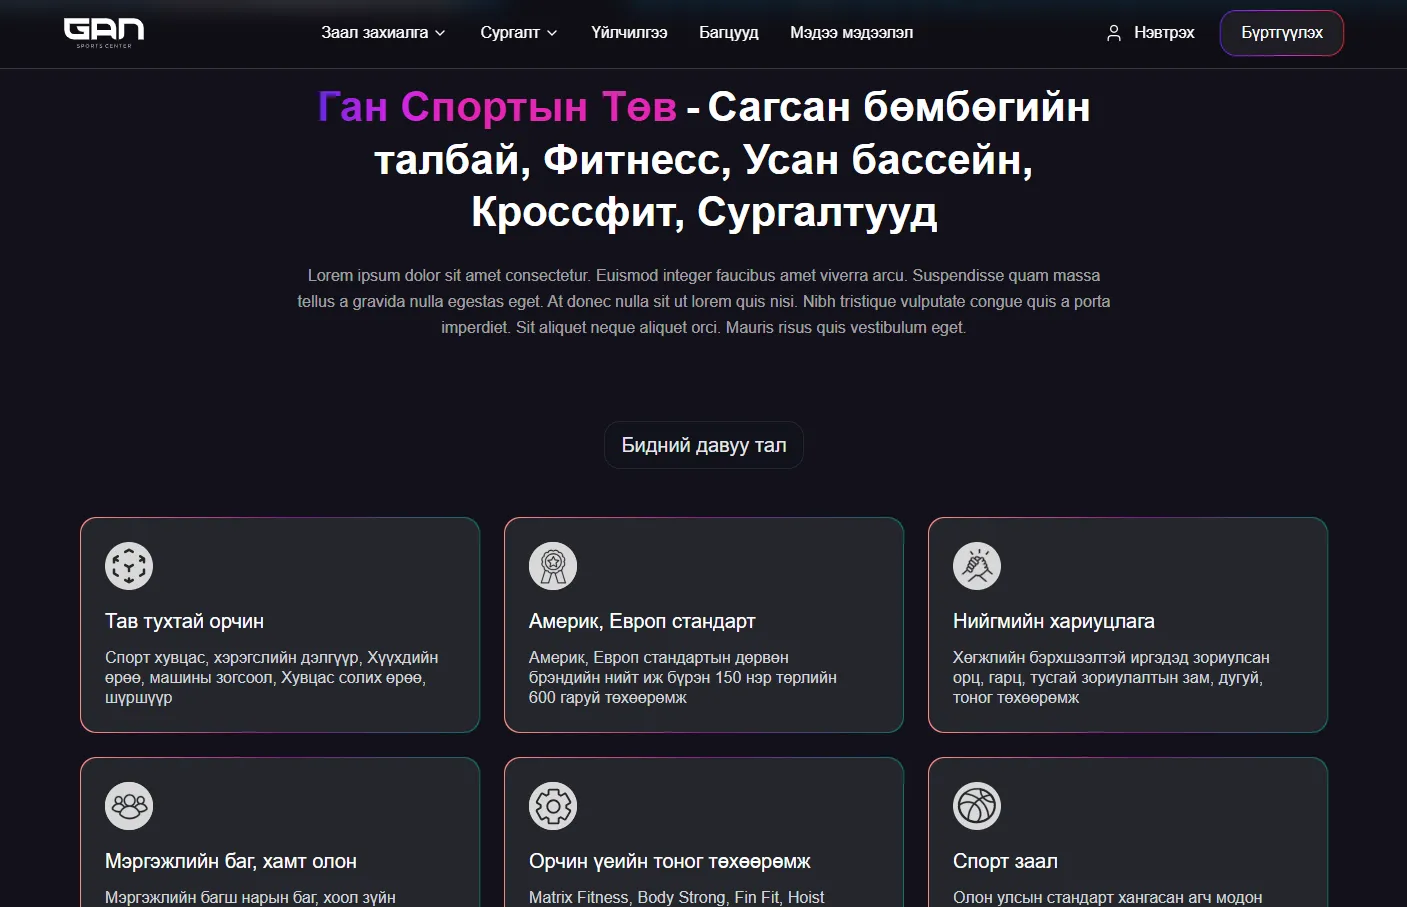 GAN
SPORTS CENTER
Заал захиалга
Сургалт
Үйлчилгээ
Багцууд
Мэдээ мэдээлэл
Нэвтрэх
Бүртгүүлэх
Ган Спортын Төв - Сагсан бөмбөгийн
талбай, Фитнесс, Усан бассейн,
Кроссфит, Сургалтууд
Lorem ipsum dolor sit amet consectetur. Euismod integer faucibus amet viverra arcu. Suspendisse quam massa
tellus a gravida nulla egestas eget. At donec nulla sit ut lorem quis nisi. Nibh tristique vulputate congue quis a porta
imperdiet. Sit aliquet neque aliquet orci. Mauris risus quis vestibulum eget.
Бидний давуу тал
Тав тухтай орчин
Спорт хувцас, хэрэгслийн дэлгүүр, Хүүхдийн
өрөө, машины зогсоол, Хувцас солих өрөө,
шүршүүр
Америк, Европ стандарт
Америк, Европ стандартын дөрвөн
брэндийн нийт иж бүрэн 150 нэр төрлийн
600 гаруй төхөөрөмж
Нийгмийн хариуцлага
Хөгжлийн бэрхшээлтэй иргэдэд зориулсан
орц, гарц, тусгай зориулалтын зам, дугуй,
тоног төхөөрөмж
Мэргэжлийн баг, хамт олон
Мэргэжлийн багш нарын баг, хоол зүйн
Орчин үеийн тоног төхөөрөмж
Matrix Fitness, Body Strong, Fin Fit, Hoist
Спорт заал
Олон улсын стандарт хангасан агч модон